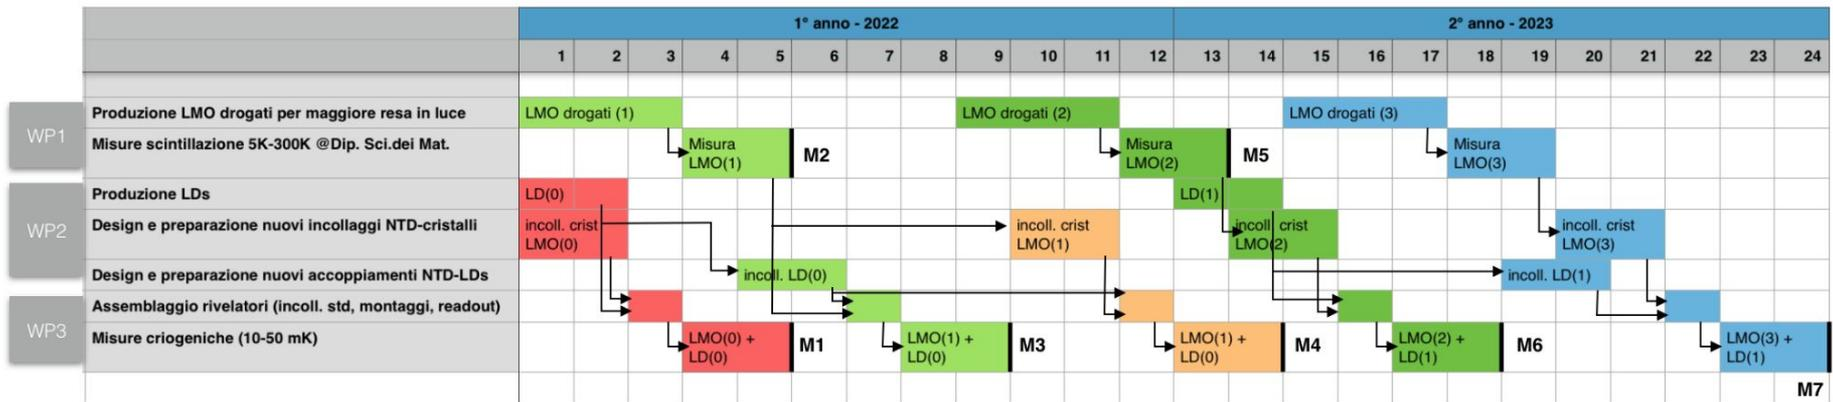 1° anno - 2022
2° anno - 2023
1 2 3 4 5 6 7 8 9 10 11 12 13 14 15 16 17 18 19 20 21 22 23 24
WP1
Produzione LMO drogati per maggiore resa in luce
LMO drogati (1)
LMO drogati (2)
LMO drogati (3)
Misure scintillazione 5K-300K @Dip. Sci.dei Mat.
Misura
LMO(1)
M2
Misura
LMO(2)
M5
Misura
LMO(3)
WP2
Produzione LDs
LD(0)
LD(1)
Design e preparazione nuovi incollaggi NTD-cristalli
incoll. crist
LMO(0)
incoll. crist
LMO(1)
incoll. crist
LMO(2)
incoll. crist
LMO(3)
Design e preparazione nuovi accoppiamenti NTD-LDs
incoll. LD(0)
incoll. LD(1)
WP3
Assemblaggio rivelatori (incoll. std, montaggi, readout)
Misure criogeniche (10-50 mK)
LMO(0) +
LD(0)
M1
LMO(1) +
LD(0)
M3
LMO(1) +
LD(0)
M4
LMO(2) +
LD(1)
M6
LMO(3) +
LD(1)
M7